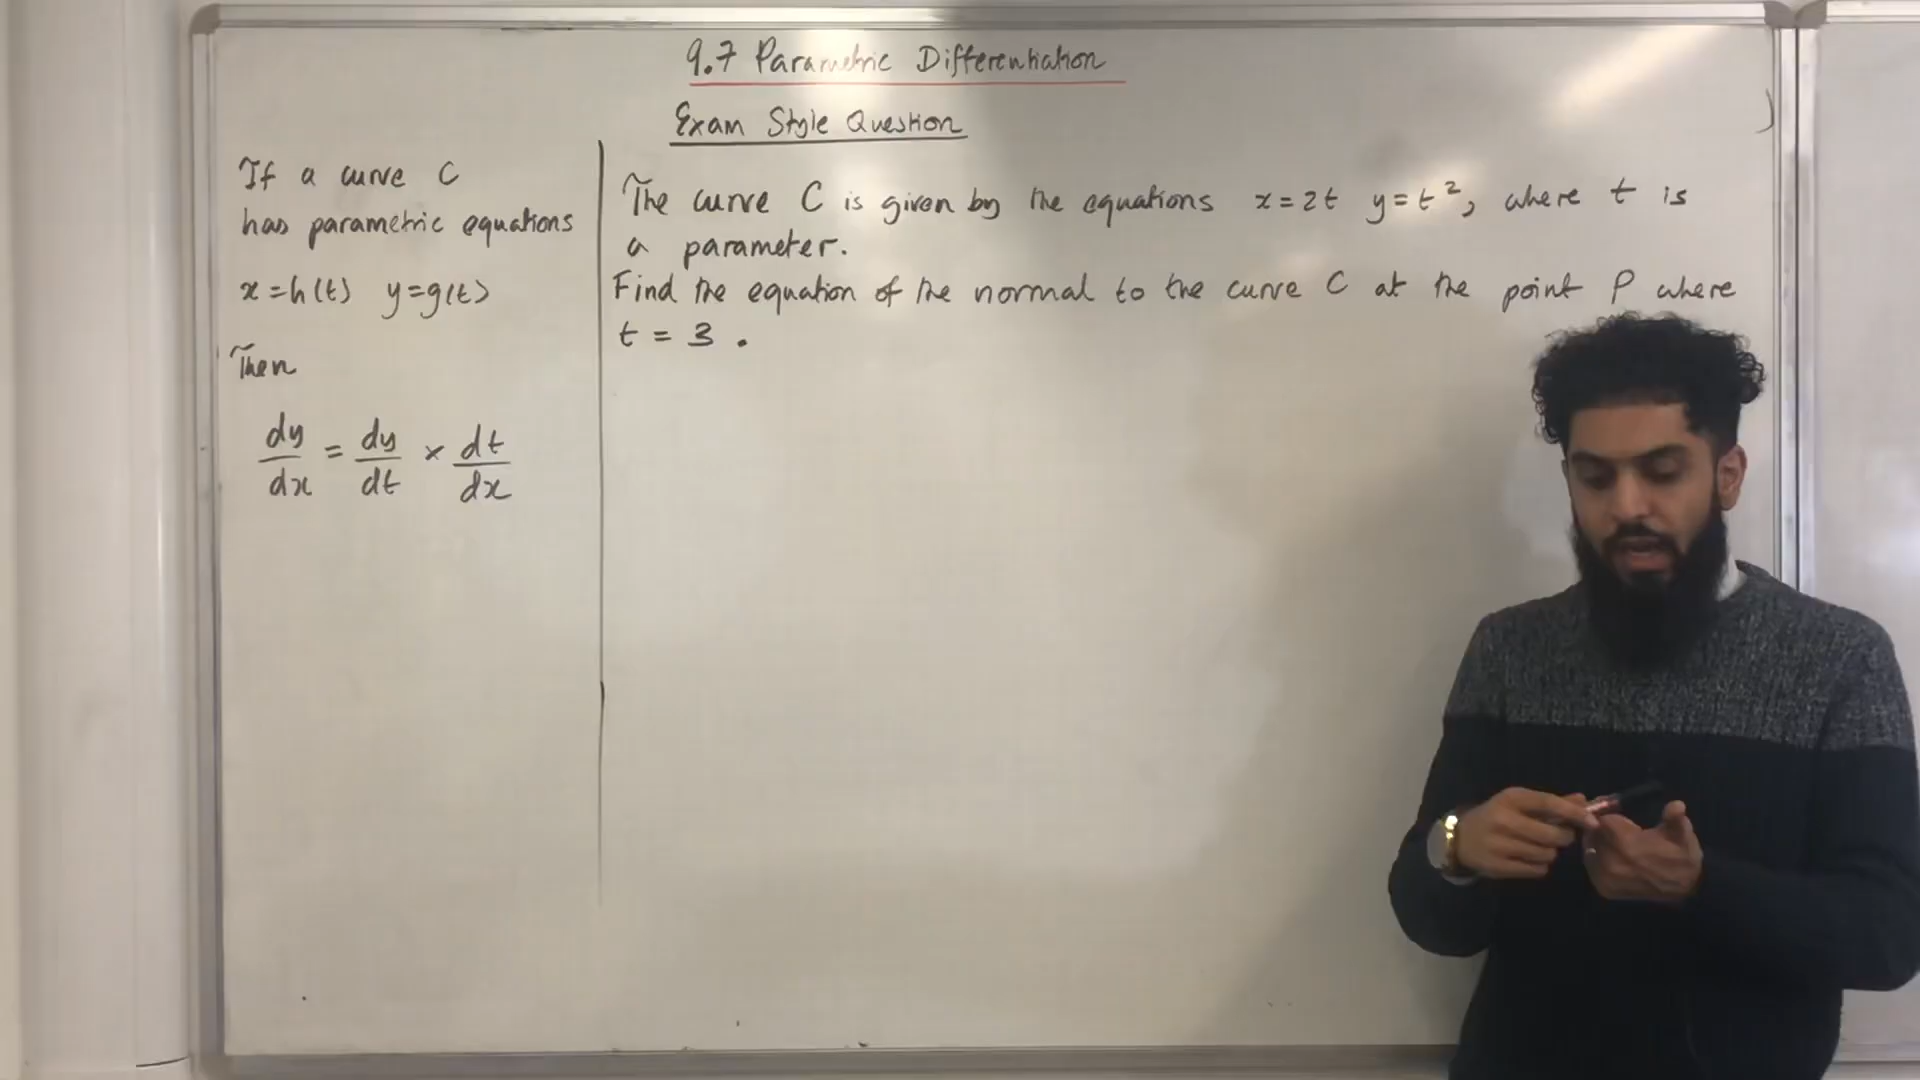 9.7 Parametric Differentiation
Exam Style Question
If a curve C
has parametric equations
x = h(t) y = g(t)
Then
dy/dx = dy/dt × dt/dx
The curve C is given by the equations x = 2t y = t², where t is
a parameter.
Find the equation of the normal to the curve C at the point P where
t = 3 .